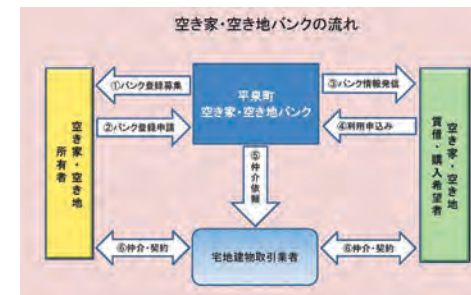 空き家・空き地バンクの流れ
①バンク登録募集
平泉町
空き家・空き地バンク
③バンク情報発信
②バンク登録申請
④利用申込み
空き家・空き地
所有者
⑤仲介依頼
空き家・空き地
賃借・購入希望者
⑥仲介・契約
宅地建物取引業者
⑥仲介・契約